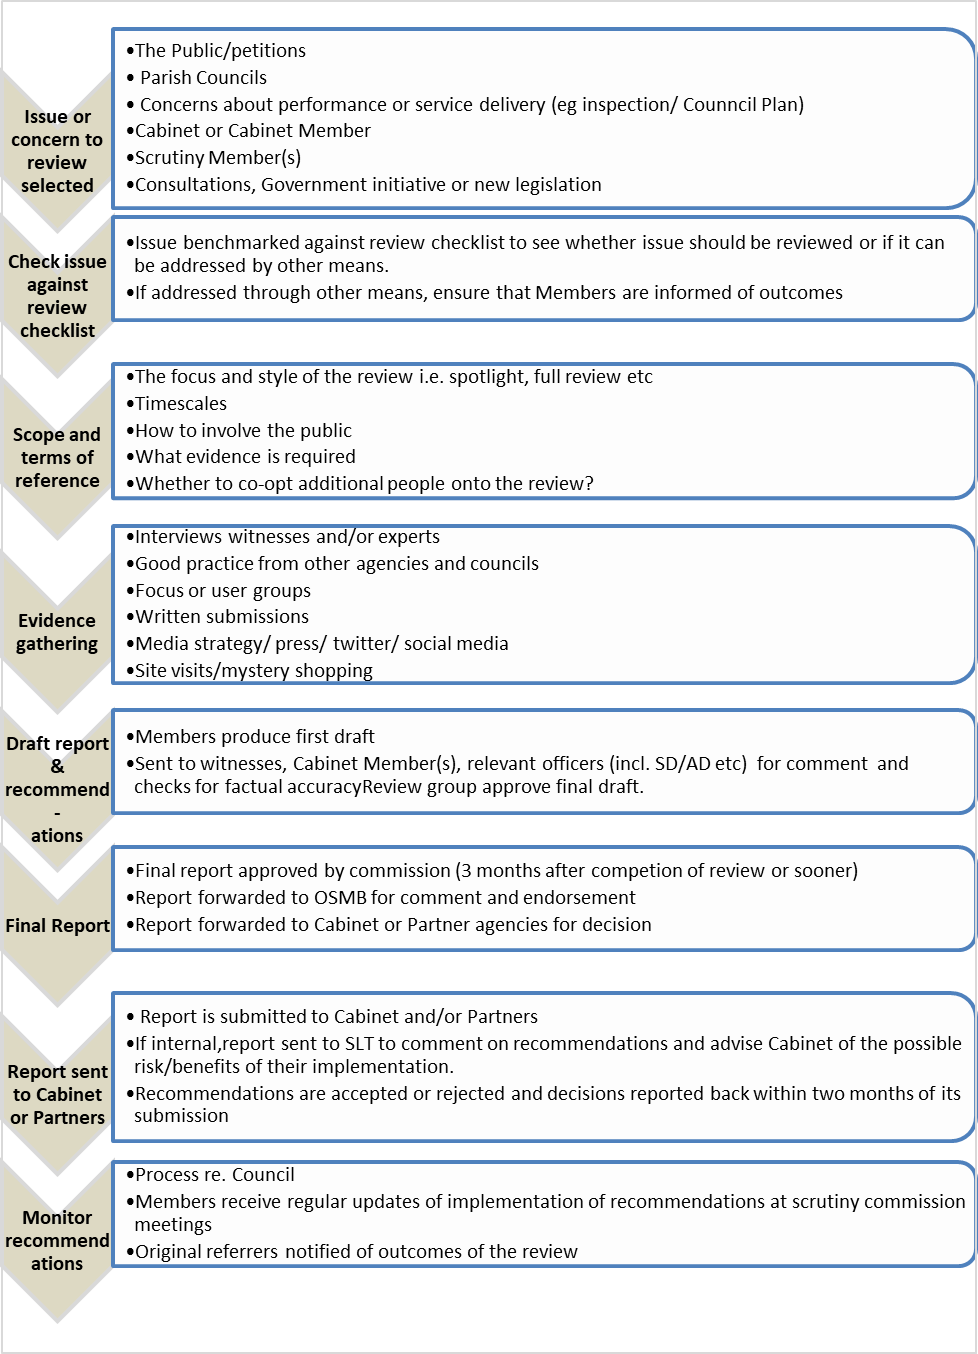 Issue or
concern to
review
selected
•The Public/petitions
• Parish Councils
• Concerns about performance or service delivery (eg inspection/ Counncil Plan)
•Cabinet or Cabinet Member
•Scrutiny Member(s)
•Consultations, Government initiative or new legislation
Check issue
against
review
checklist
•Issue benchmarked against review checklist to see whether issue should be reviewed or if it can
be addressed by other means.
•If addressed through other means, ensure that Members are informed of outcomes
Scope and
terms of
reference
•The focus and style of the review i.e. spotlight, full review etc
•Timescales
•How to involve the public
•What evidence is required
•Whether to co-opt additional people onto the review?
Evidence
gathering
•Interviews witnesses and/or experts
•Good practice from other agencies and councils
•Focus or user groups
•Written submissions
•Media strategy/ press/ twitter/ social media
•Site visits/mystery shopping
Draft report
&
recommend
-
ations
•Members produce first draft
•Sent to witnesses, Cabinet Member(s), relevant officers (incl. SD/AD etc)  for comment  and
checks for factual accuracyReview group approve final draft.
Final Report
•Final report approved by commission (3 months after competion of review or sooner)
•Report forwarded to OSMB for comment and endorsement
•Report forwarded to Cabinet or Partner agencies for decision
Report sent
to Cabinet
or Partners
• Report is submitted to Cabinet and/or Partners
•If internal,report sent to SLT to comment on recommendations and advise Cabinet of the possible
risk/benefits of their implementation.
•Recommendations are accepted or rejected and decisions reported back within two months of its
submission
Monitor
recommend
ations
•Process re. Council
•Members receive regular updates of implementation of recommendations at scrutiny commission
meetings
•Original referrers notified of outcomes of the review